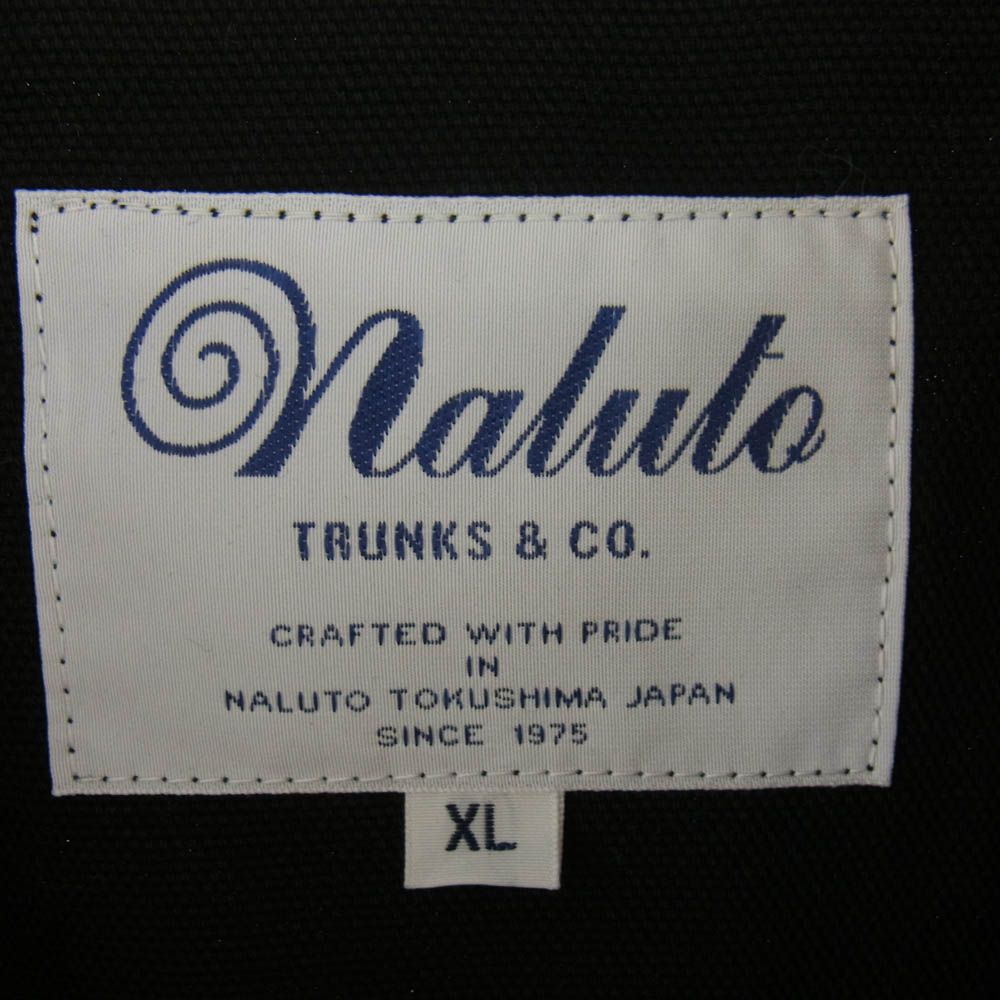 Naluto
TRUNKS & CO.
CRAFTED WITH PRIDE
IN
NALUTO TOKUSHIMA JAPAN
SINCE 1975
XL